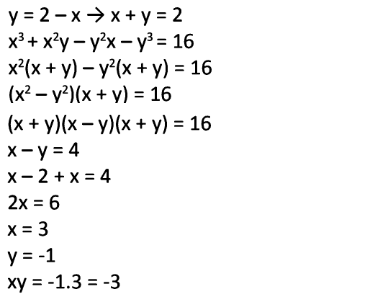 y = 2 – x → x + y = 2
x³ + x²y – y²x – y³ = 16
x²(x + y) – y²(x + y) = 16
(x² – y²)(x + y) = 16
(x + y)(x – y)(x + y) = 16
x – y = 4
x – 2 + x = 4
2x = 6
x = 3
y = -1
xy = -1.3 = -3